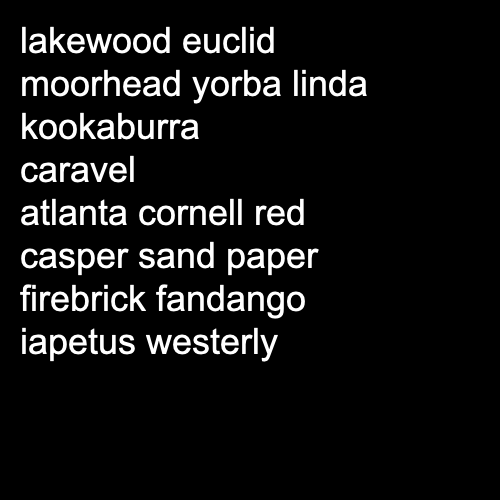 lakewood euclid
moorhead yorba linda
kookaburra
caravel
atlanta cornell red
casper sand paper
firebrick fandango
iapetus westerly